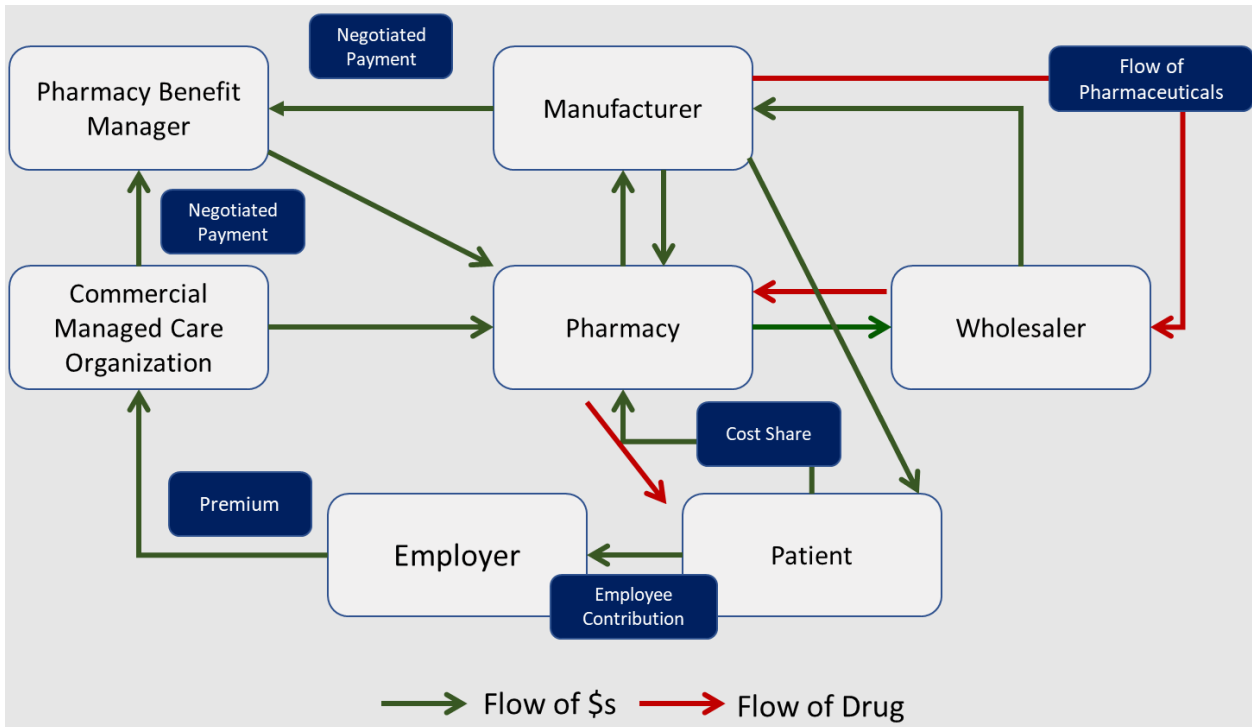 Negotiated
Payment
Flow of
Pharmaceuticals
Pharmacy Benefit
Manager
Manufacturer
Negotiated
Payment
Commercial
Managed Care
Organization
Pharmacy
Wholesaler
Cost Share
Premium
Employer
Patient
Employee
Contribution
Flow of $s
Flow of Drug